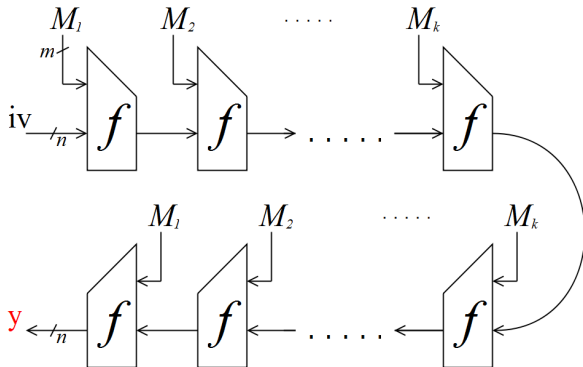 M₁ M₂ ..... Mₖ
m
iv n f f ..... f
M₁ M₂ ..... Mₖ
y n f f ..... f